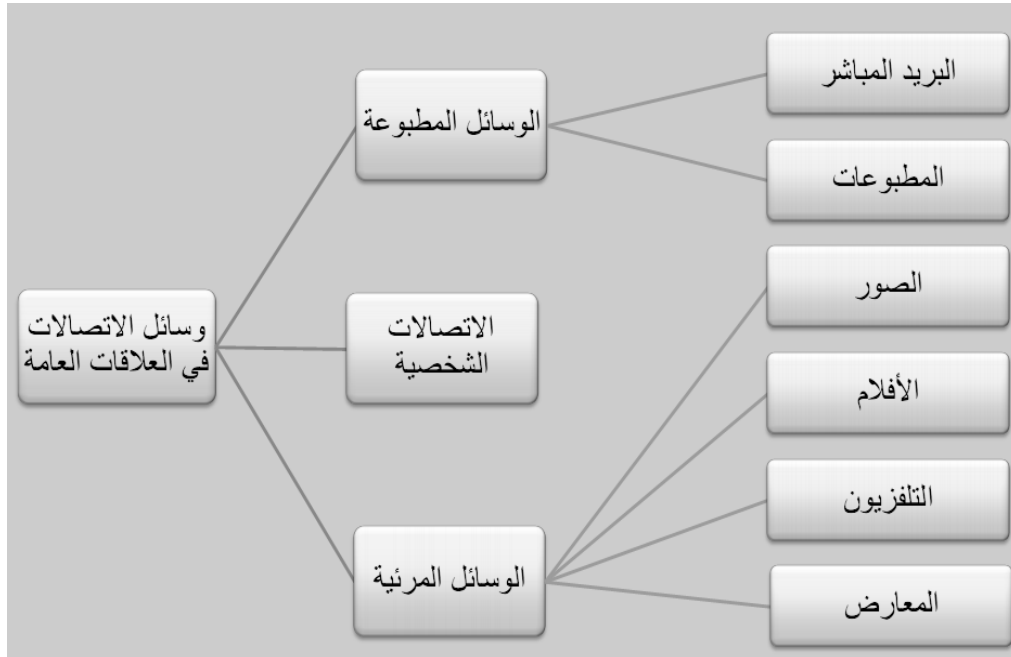 وسائل الاتصالات
في العلاقات العامة
الوسائل المطبوعة
البريد المباشر
المطبوعات
الاتصالات
الشخصية
الوسائل المرئية
الصور
الأفلام
التلفزيون
المعارض